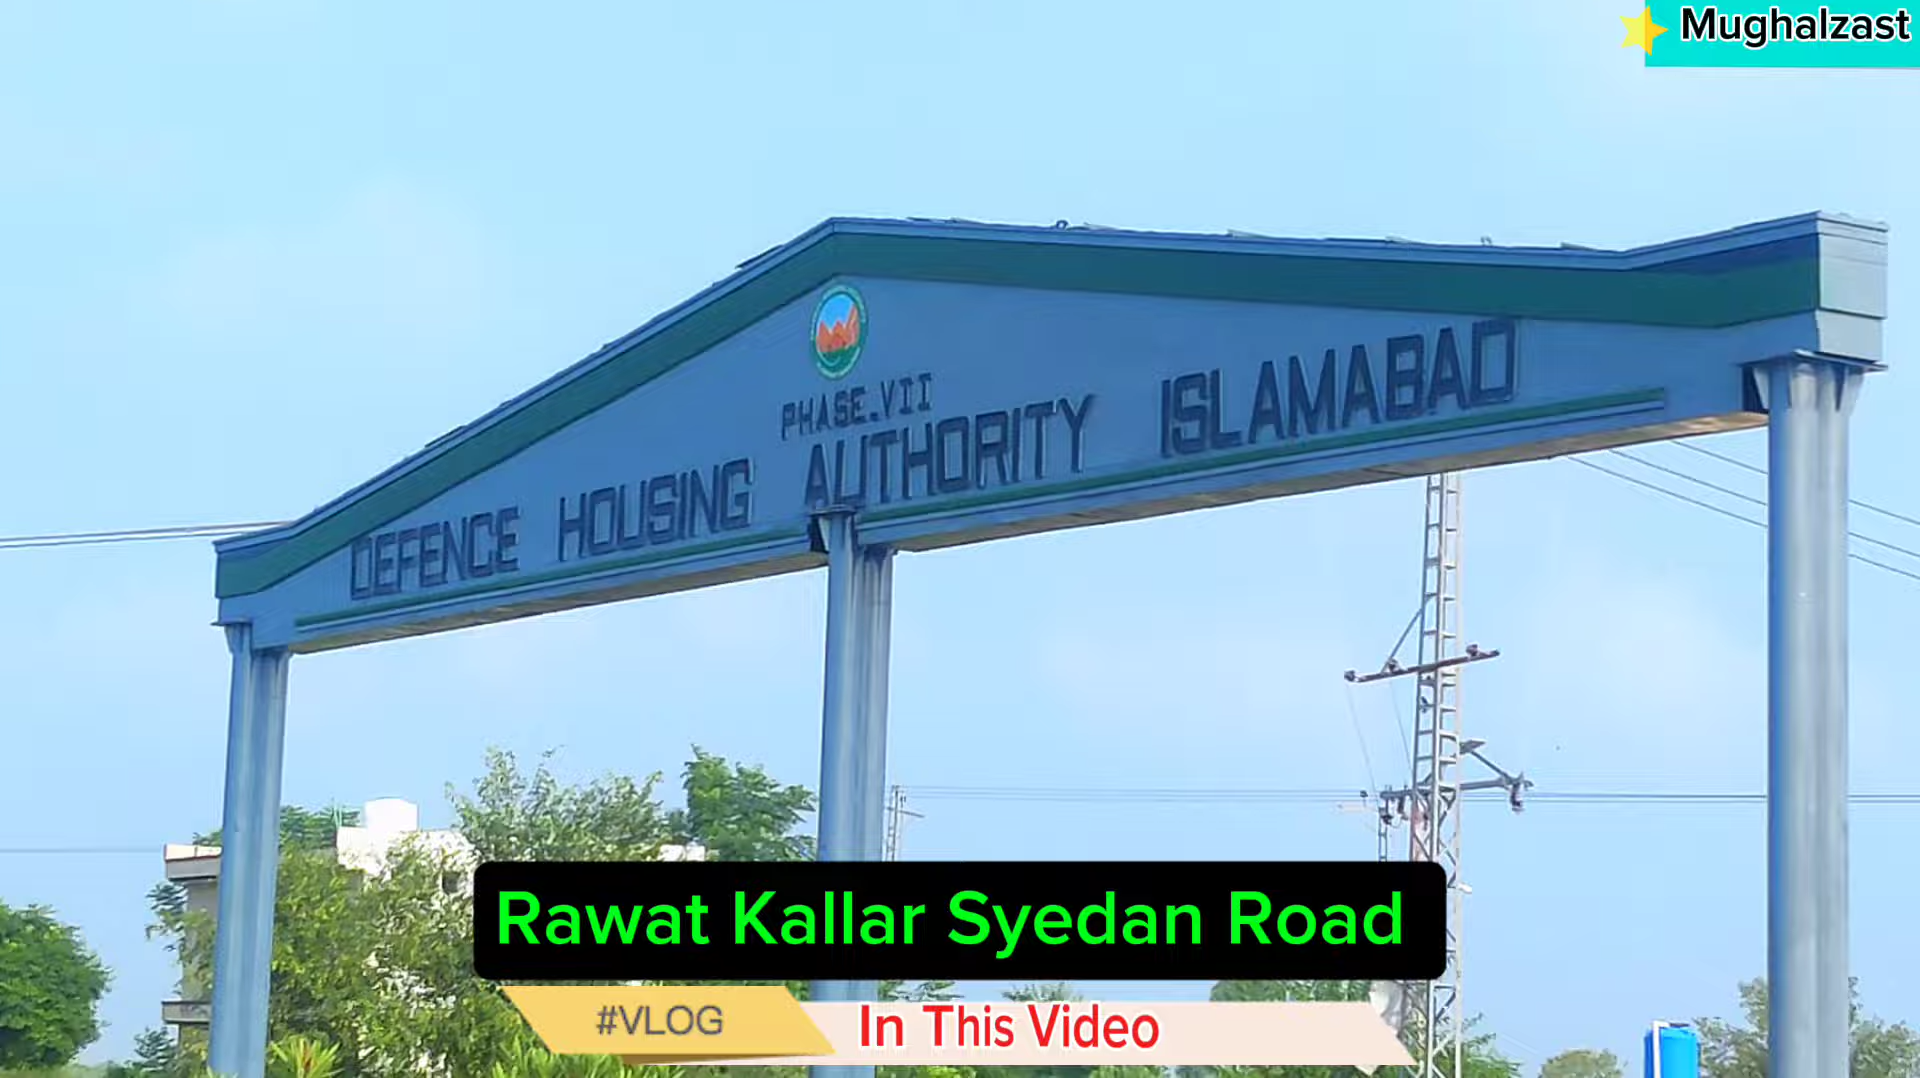 Mughalzast
PHASE.VII
DEFENCE HOUSING AUTHORITY ISLAMABAD
Rawat Kallar Syedan Road
#VLOG
In This Video